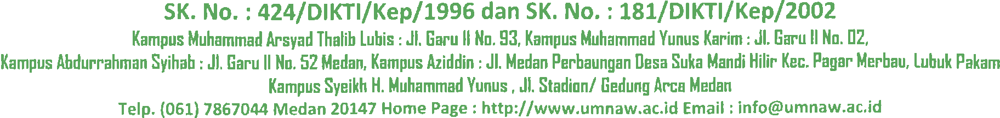 SK. No. : 424/DIKTI/Kep/1996 dan SK. No. : 181/DIKTI/Kep/2002
Kampus Muhammad Arsyad Thalib Lubis : Jl. Garu II No. 93, Kampus Muhammad Yunus Karim : Jl. Garu II No. 02,
Kampus Abdurrahman Syihab : Jl. Garu II No. 52 Medan, Kampus Aziddin : Jl. Medan Perbaungan Desa Suka Mandi Hilir Kec. Pagar Merbau, Lubuk Pakam
Kampus Syeikh H. Muhammad Yunus , Jl. Stadion/ Gedung Arca Medan
Telp. (061) 7867044 Medan 20147 Home Page : http://www.umnaw.ac.id Email : info@umnaw.ac.id